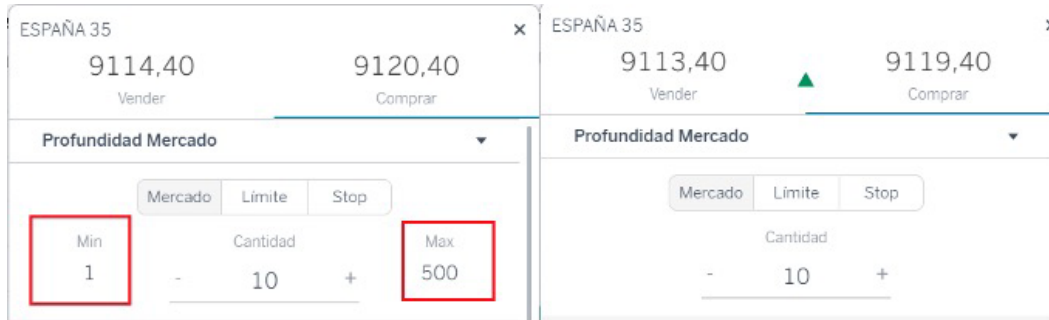 ESPAÑA 35
×
9114,40 9120,40
Vender Comprar
Profundidad Mercado
Mercado Límite Stop
Min Cantidad Max
1 - 10 + 500
ESPAÑA 35
9113,40 9119,40
Vender Comprar
Profundidad Mercado
Mercado Límite Stop
Cantidad
- 10 +